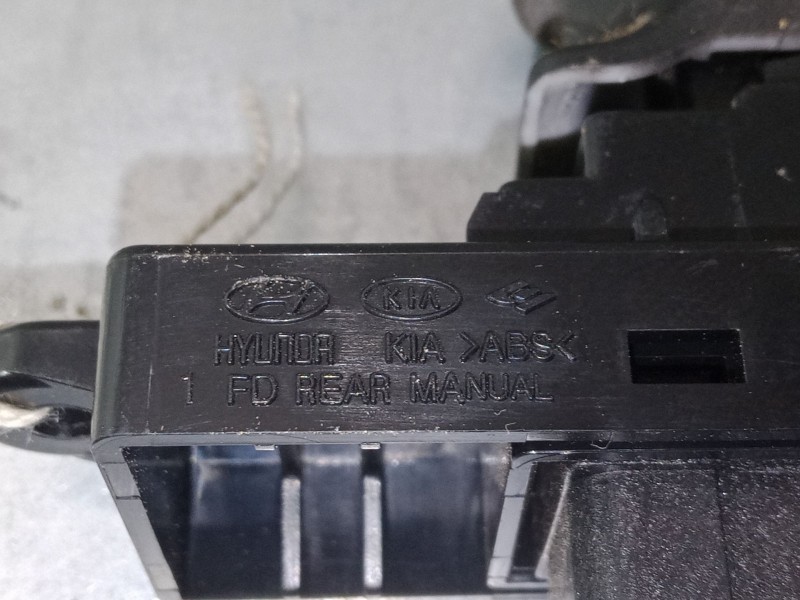 KIA
HYUNDAI KIA >ABS<
1 FD REAR MANUAL